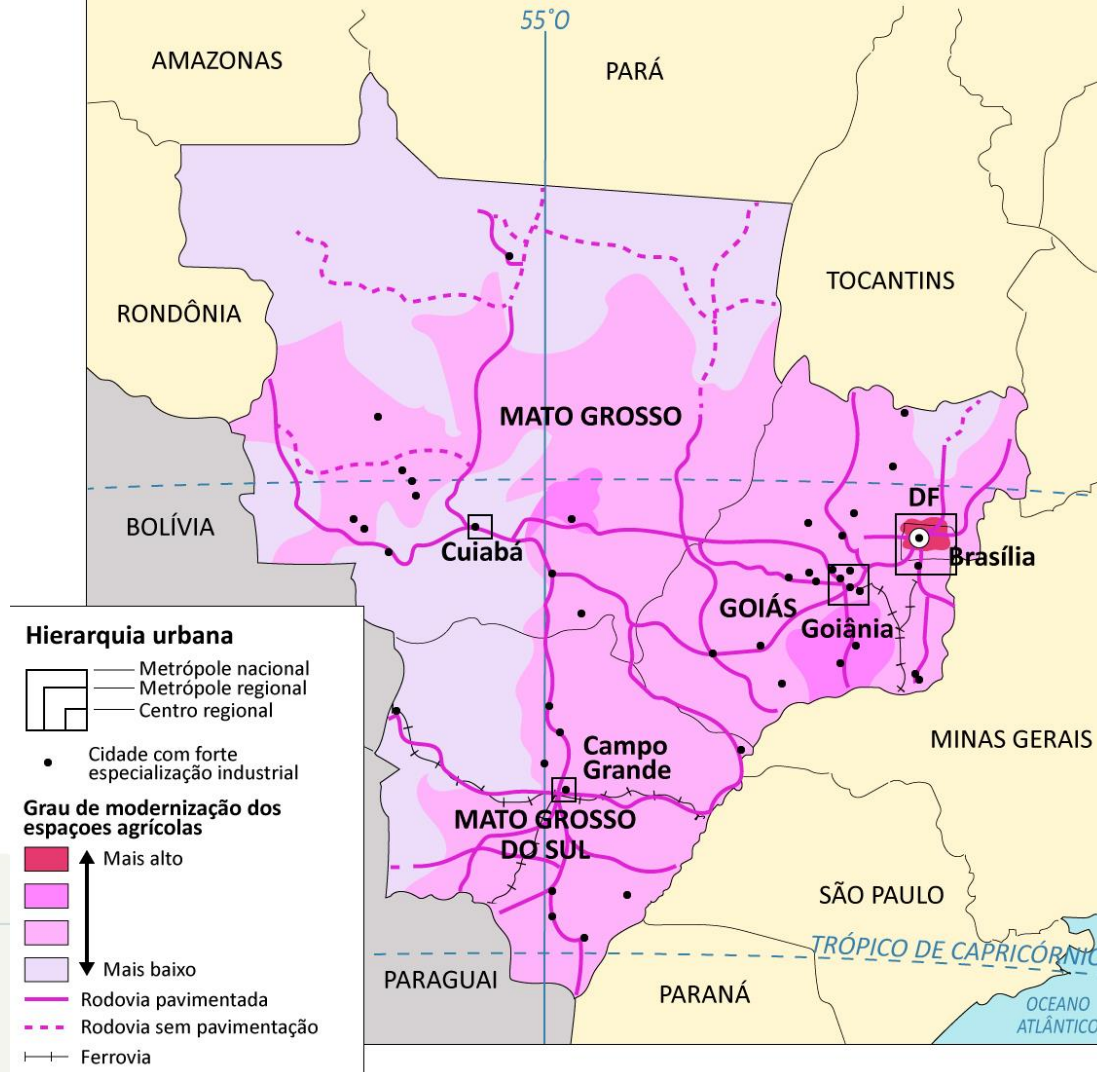 55°O
AMAZONAS
PARÁ
TOCANTINS
RONDÔNIA
MATO GROSSO
DF
BOLÍVIA
Cuiabá
Brasília
GOIÁS
Goiânia
Hierarquia urbana
Metrópole nacional
Metrópole regional
Centro regional
Cidade com forte
especialização industrial
Grau de modernização dos
espaçoes agrícolas
Mais alto
Mais baixo
Rodovia pavimentada
Rodovia sem pavimentação
Ferrovia
MINAS GERAIS
Campo
Grande
MATO GROSSO
DO SUL
SÃO PAULO
TRÓPICO DE CAPRICÓRNIO
PARAGUAI
PARANÁ
OCEANO
ATLÂNTICO